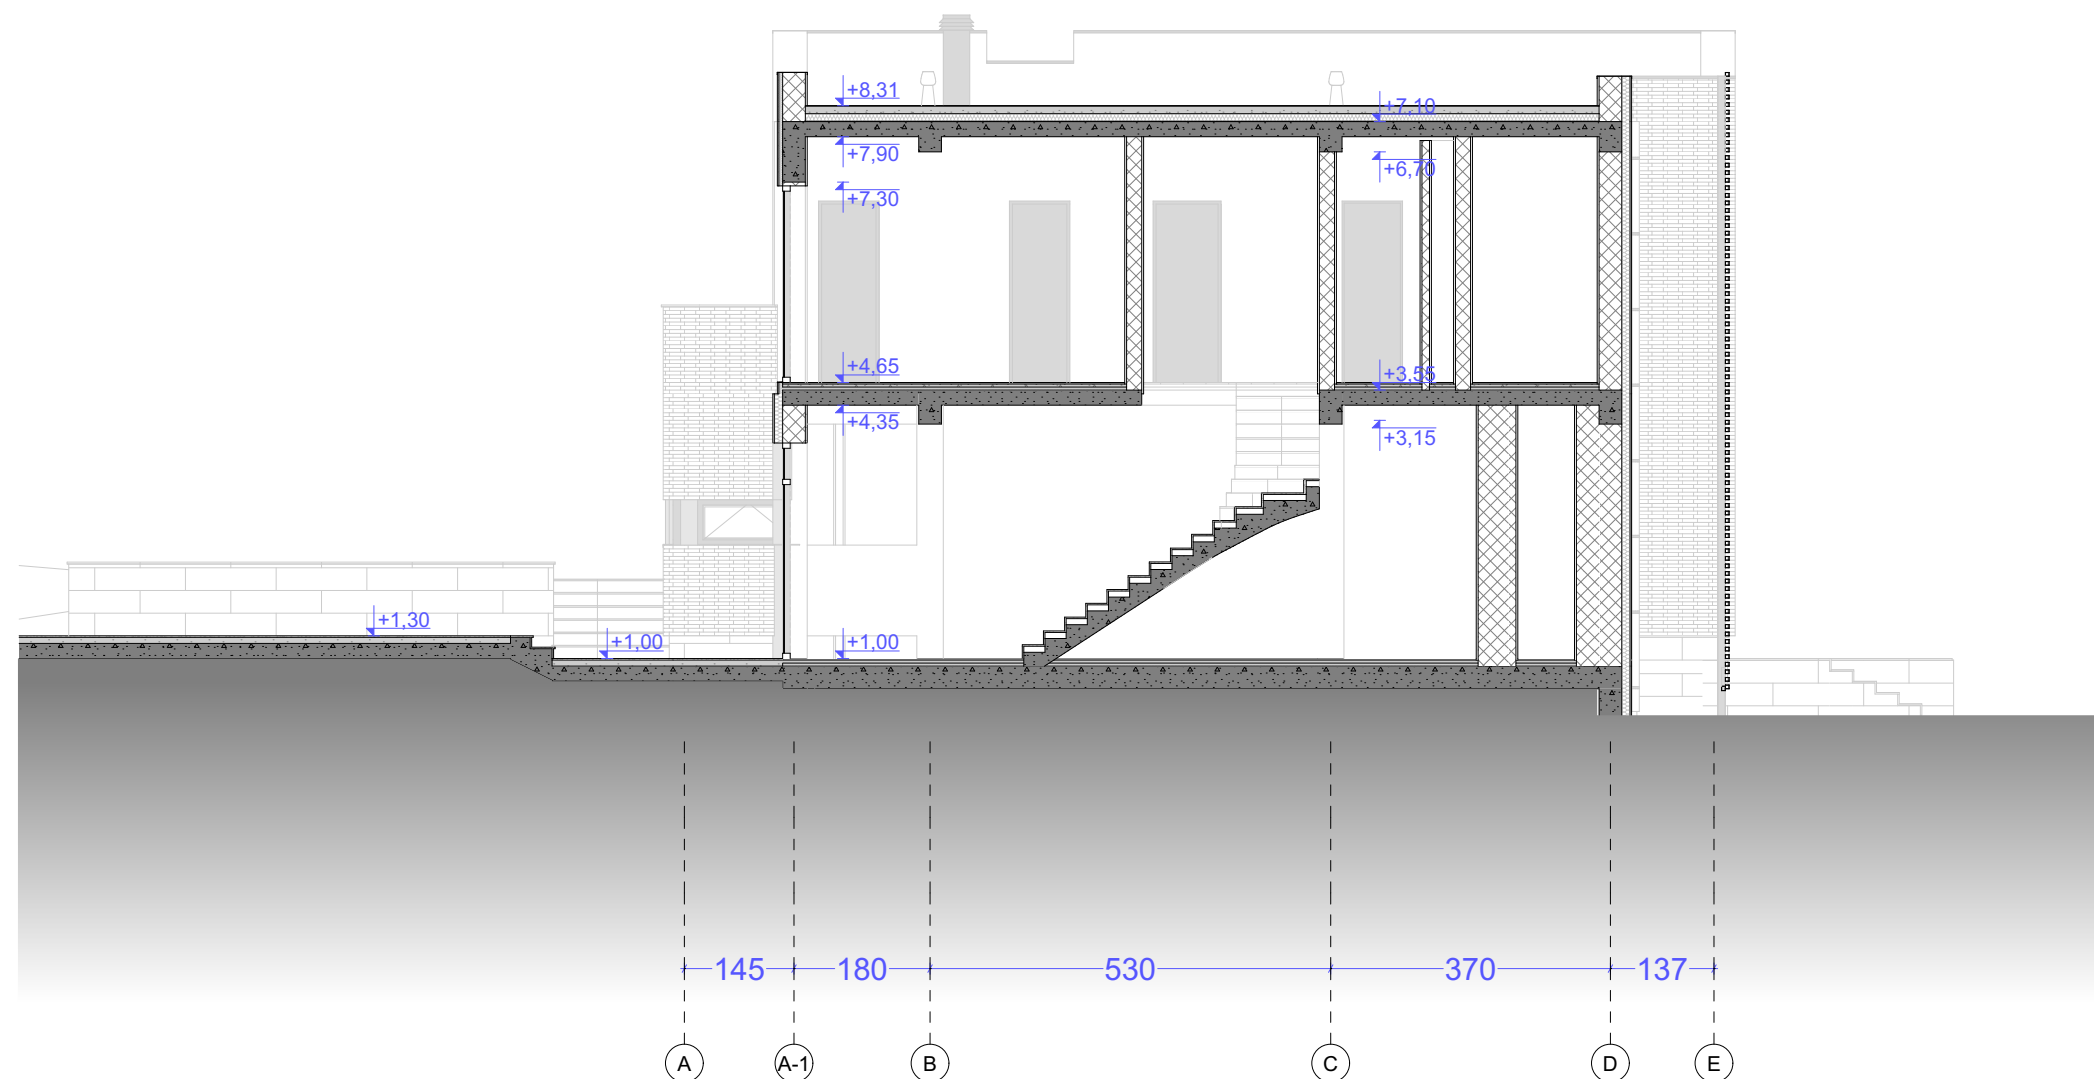 +8,31
+7,10
+7,90
+6,70
+7,30
+4,65
+3,55
+4,35
+3,15
+1,30
+1,00
+1,00
145
180
530
370
137
A
A-1
B
C
D
E